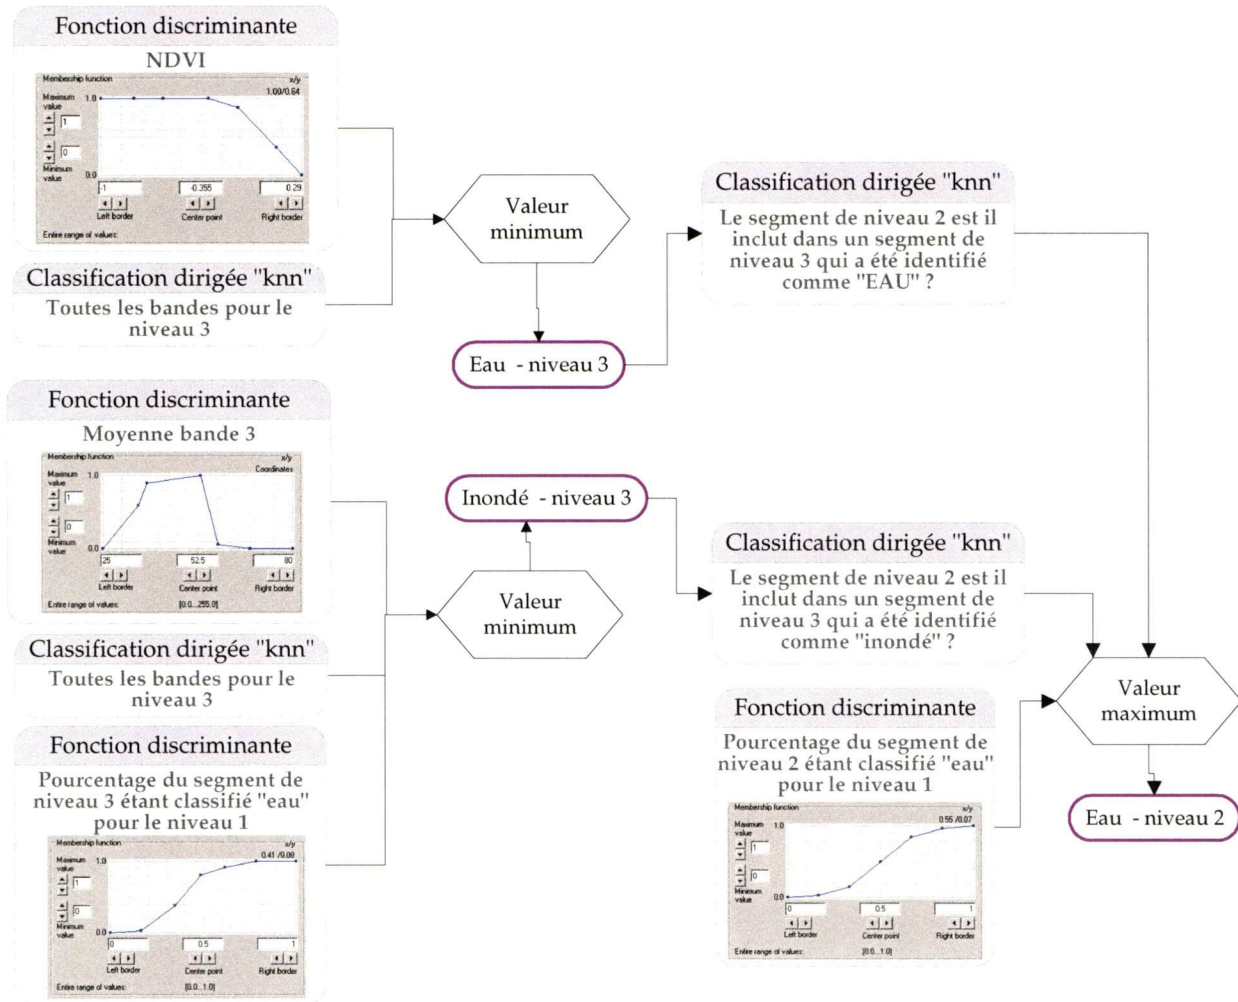 Fonction discriminante
NDVI
Membership function
x/y
1.00/0.64
Maximum
value
1.0
1
0
Minimum
value
0.0
-1
-0.355
0.29
Left border
Center point
Right border
Entire range of values:
Classification dirigée "knn"
Toutes les bandes pour le
niveau 3
Valeur
minimum
Eau - niveau 3
Classification dirigée "knn"
Le segment de niveau 2 est il
inclut dans un segment de
niveau 3 qui a été identifié
comme "EAU" ?
Fonction discriminante
Moyenne bande 3
Membership function
x/y
Coordinates
Maximum
value
1.0
1
0
Minimum
value
0.0
25
52.5
80
Left border
Center point
Right border
Entire range of values:
[0.0...255.0]
Inondé - niveau 3
Valeur
minimum
Classification dirigée "knn"
Le segment de niveau 2 est il
inclut dans un segment de
niveau 3 qui a été identifié
comme "inondé" ?
Classification dirigée "knn"
Toutes les bandes pour le
niveau 3
Fonction discriminante
Pourcentage du segment de
niveau 3 étant classifié "eau"
pour le niveau 1
Membership function
x/y
0.41 /0.08
Maximum
value
1.0
1
0
Minimum
value
0.0
0
0.5
1
Left border
Center point
Right border
Entire range of values:
[0.0...1.0]
Fonction discriminante
Pourcentage du segment de
niveau 2 étant classifié "eau"
pour le niveau 1
Membership function
x/y
0.55 /0.07
Maximum
value
1.0
1
0
Minimum
value
0.0
0
0.5
1
Left border
Center point
Right border
Entire range of values:
[0.0...1.0]
Valeur
maximum
Eau - niveau 2